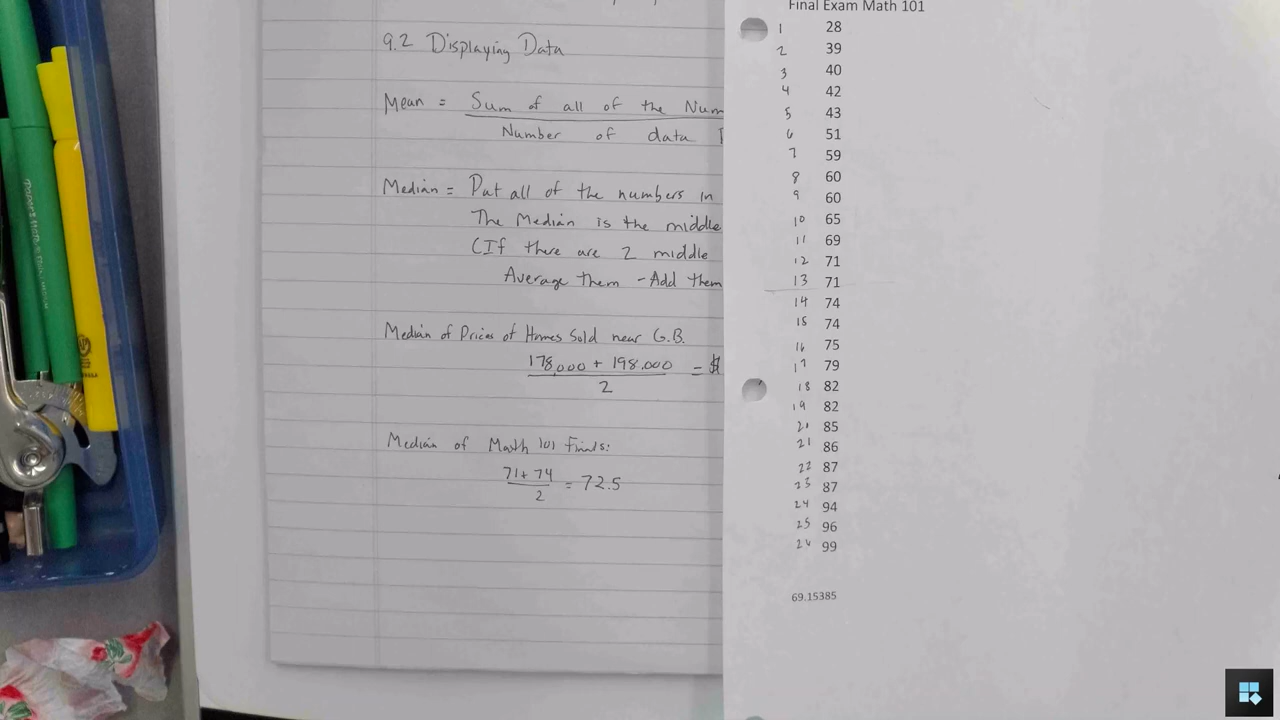 9.2 Displaying Data
Mean = Sum of all of the Num
Number of data
Median = Put all of the numbers in
The Median is the middle
(If there are 2 middle
Average them - Add them
Median of Prices of Homes Sold near G.B.
178,000 + 198,000 = $
2
Median of Math 101 Finals:
71 + 74 = 72.5
2
Final Exam Math 101
1 28
2 39
3 40
4 42
5 43
6 51
7 59
8 60
9 60
10 65
11 69
12 71
13 71
14 74
15 74
16 75
17 79
18 82
19 82
20 85
21 86
22 87
23 87
24 94
25 96
26 99
69.15385